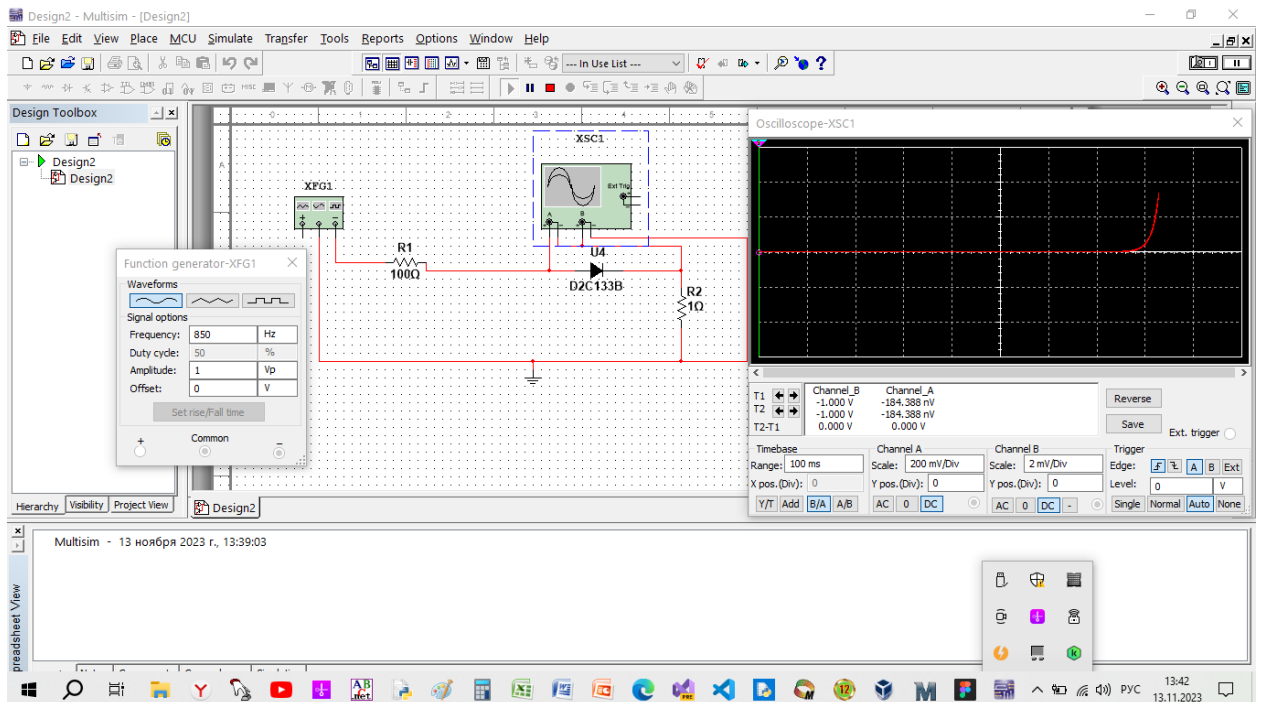 Design2 - Multisim - [Design2]
File Edit View Place MCU Simulate Transfer Tools Reports Options Window Help
--- In Use List ---
Design Toolbox
Design2
Design2
0 1 2 3 4 5
A
XFG1
XSC1
Ext Trig
A B
R1
100Ω
U4
D2C133B
R2
1Ω
Function generator-XFG1
Waveforms
Signal options
Frequency: 850 Hz
Duty cycle: 50 %
Amplitude: 1 Vp
Offset: 0 V
Set rise/Fall time
+ Common -
Oscilloscope-XSC1
Channel_B Channel_A
T1 -1.000 V -184.388 nV
T2 -1.000 V -184.388 nV
T2-T1 0.000 V 0.000 V
Reverse
Save
Ext. trigger
Timebase Channel A Channel B Trigger
Range: 100 ms Scale: 200 mV/Div Scale: 2 mV/Div Edge: A B Ext
X pos.(Div): 0 Y pos.(Div): 0 Y pos.(Div): 0 Level: 0 V
Y/T Add B/A A/B AC 0 DC AC 0 DC - Single Normal Auto None
Hierarchy Visibility Project View
Design2
Multisim - 13 ноября 2023 г., 13:39:03
13:42
РУС
13.11.2023